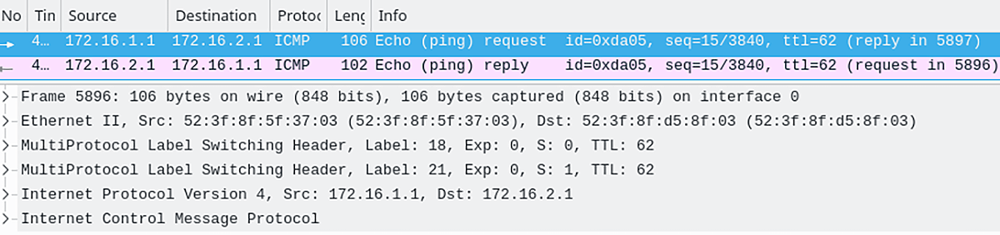 No Tin Source Destination Protoc Leng Info
4… 172.16.1.1 172.16.2.1 ICMP 106 Echo (ping) request id=0xda05, seq=15/3840, ttl=62 (reply in 5897)
4… 172.16.2.1 172.16.1.1 ICMP 102 Echo (ping) reply id=0xda05, seq=15/3840, ttl=62 (request in 5896)
Frame 5896: 106 bytes on wire (848 bits), 106 bytes captured (848 bits) on interface 0
Ethernet II, Src: 52:3f:8f:5f:37:03 (52:3f:8f:5f:37:03), Dst: 52:3f:8f:d5:8f:03 (52:3f:8f:d5:8f:03)
MultiProtocol Label Switching Header, Label: 18, Exp: 0, S: 0, TTL: 62
MultiProtocol Label Switching Header, Label: 21, Exp: 0, S: 1, TTL: 62
Internet Protocol Version 4, Src: 172.16.1.1, Dst: 172.16.2.1
Internet Control Message Protocol